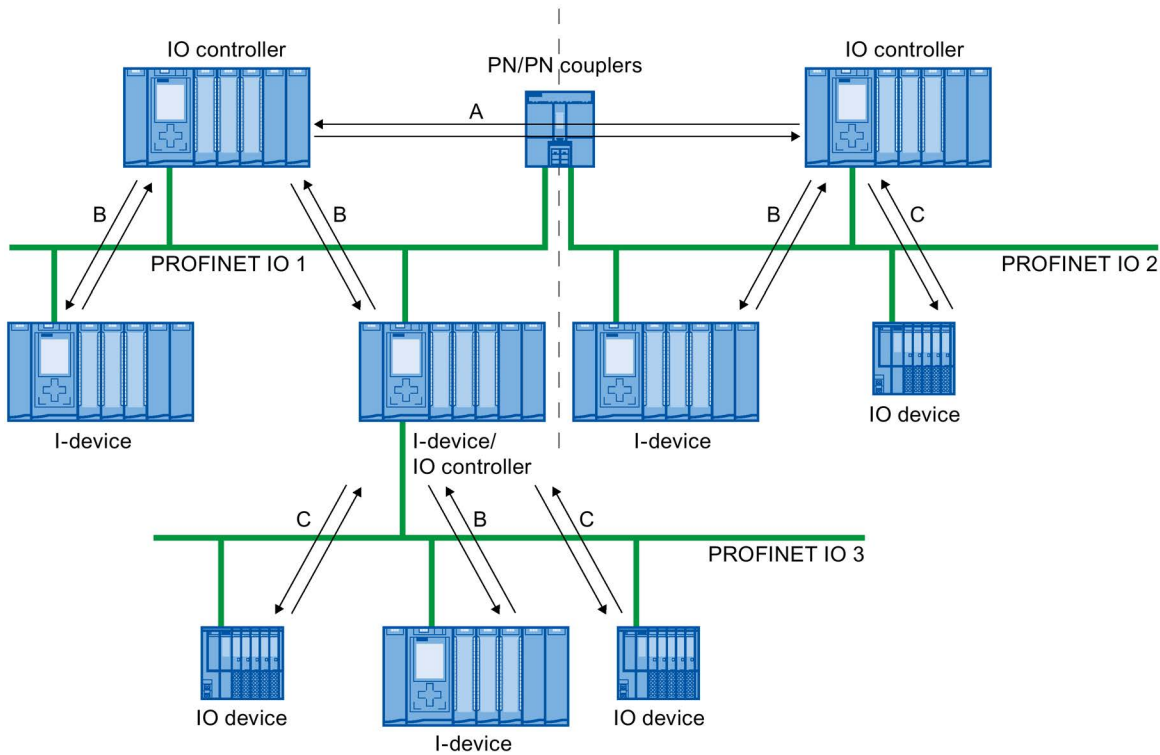 IO controller
PN/PN couplers
IO controller
A
B
B
B
C
PROFINET IO 1
PROFINET IO 2
I-device
I-device/
IO controller
I-device
IO device
C
B
C
PROFINET IO 3
IO device
I-device
IO device